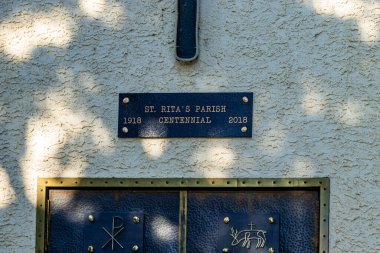 ST. RITA'S PARISH
1918 CENTENNIAL 2018